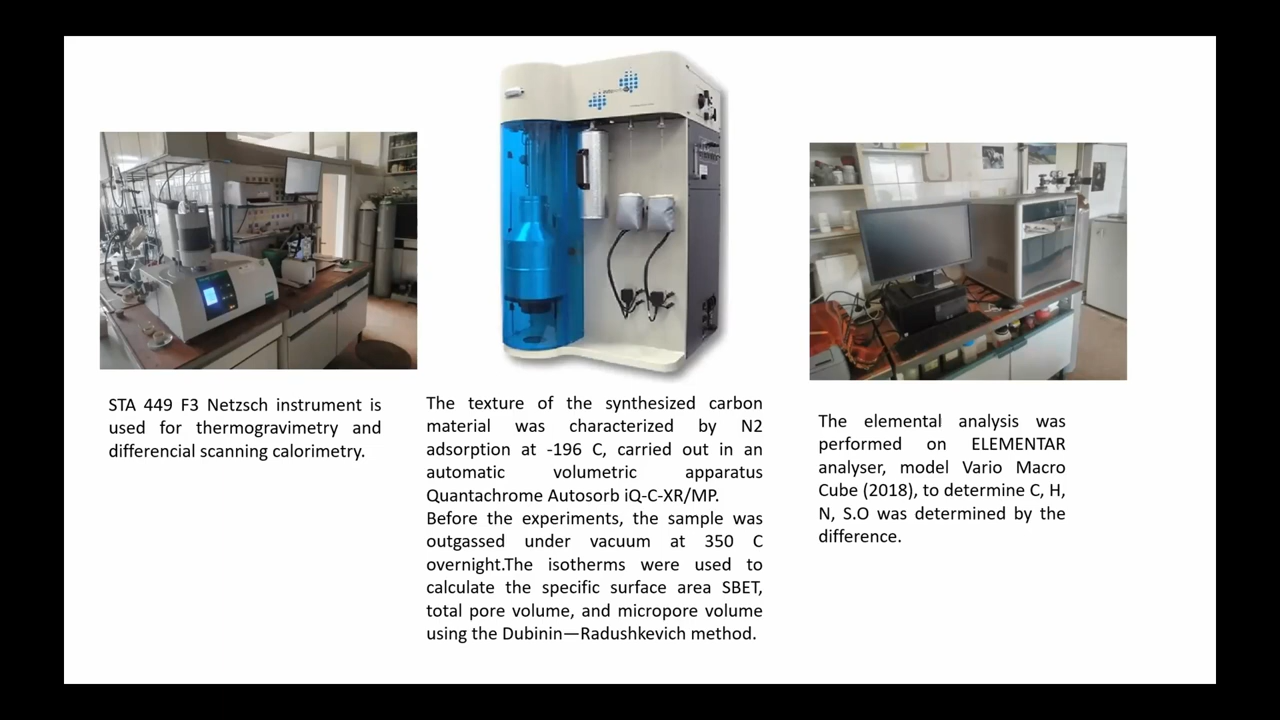 STA 449 F3 Netzsch instrument is
used for thermogravimetry and
differencial scanning calorimetry.
The texture of the synthesized carbon
material was characterized by N2
adsorption at -196 C, carried out in an
automatic volumetric apparatus
Quantachrome Autosorb iQ-C-XR/MP.
Before the experiments, the sample was
outgassed under vacuum at 350 C
overnight.The isotherms were used to
calculate the specific surface area SBET,
total pore volume, and micropore volume
using the Dubinin—Radushkevich method.
The elemental analysis was
performed on ELEMENTAR
analyser, model Vario Macro
Cube (2018), to determine C, H,
N, S.O was determined by the
difference.